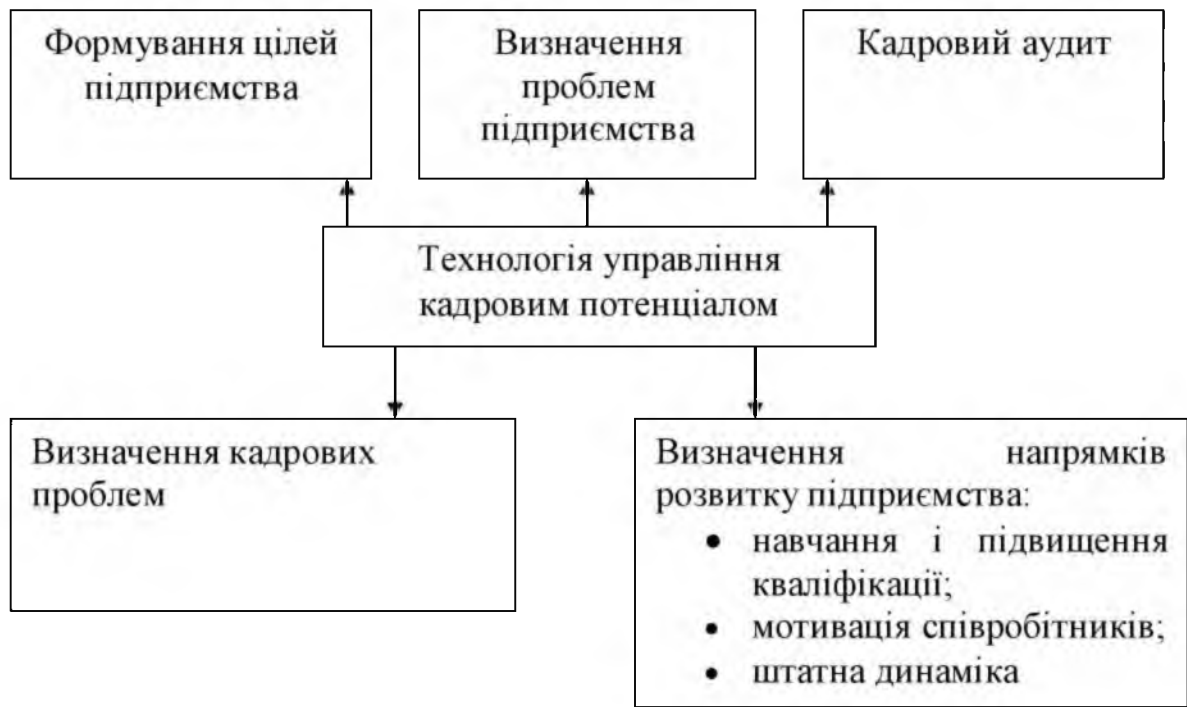 Формування цілей
підприємства
Визначення
проблем
підприємства
Кадровий аудит
Технологія управління
кадровим потенціалом
Визначення кадрових
проблем
Визначення напрямків
розвитку підприємства:
• навчання і підвищення
кваліфікації;
• мотивація співробітників;
• штатна динаміка